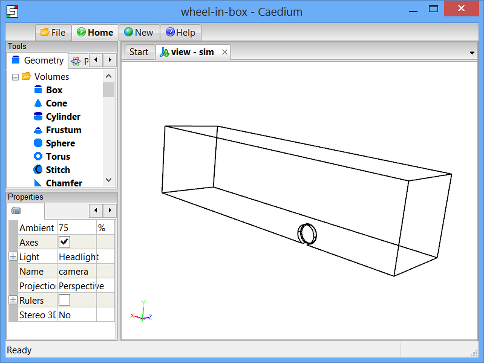 wheel-in-box - Caedium
File Home New Help
Tools
Geometry
Start view - sim
Volumes
Box
Cone
Cylinder
Frustum
Sphere
Torus
Stitch
Chamfer
Properties
Ambient 75 %
Axes
Light Headlight
Name camera
Projection Perspective
Rulers
Stereo 3D No
Y
X Z
Ready